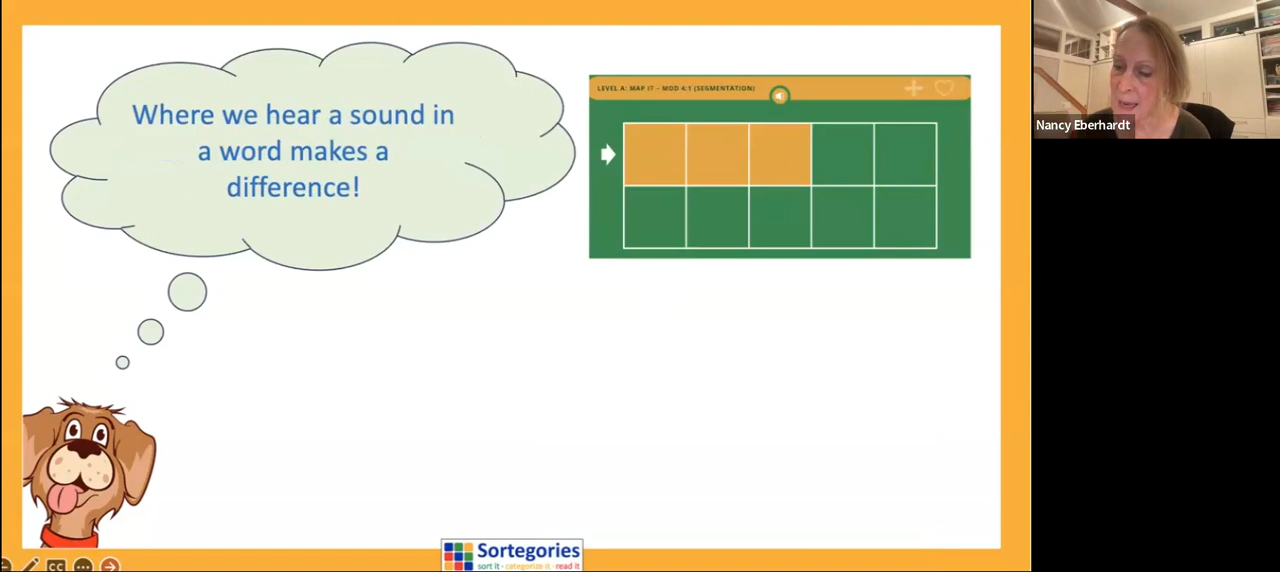 Where we hear a sound in
a word makes a
difference!
LEVEL A: MAP IT - MOD 4:1 (SEGMENTATION)
Nancy Eberhardt
CC
Sortegories
sort it · categorize it · read it